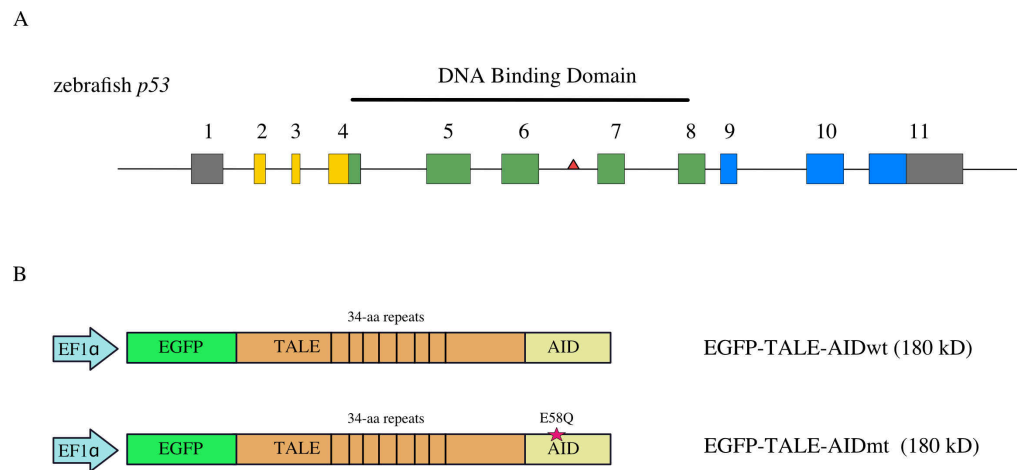 A
DNA Binding Domain
zebrafish p53
1 2 3 4 5 6 7 8 9 10 11
B
34-aa repeats
EF1α EGFP TALE AID EGFP-TALE-AIDwt (180 kD)
34-aa repeats E58Q
EF1α EGFP TALE AID EGFP-TALE-AIDmt (180 kD)